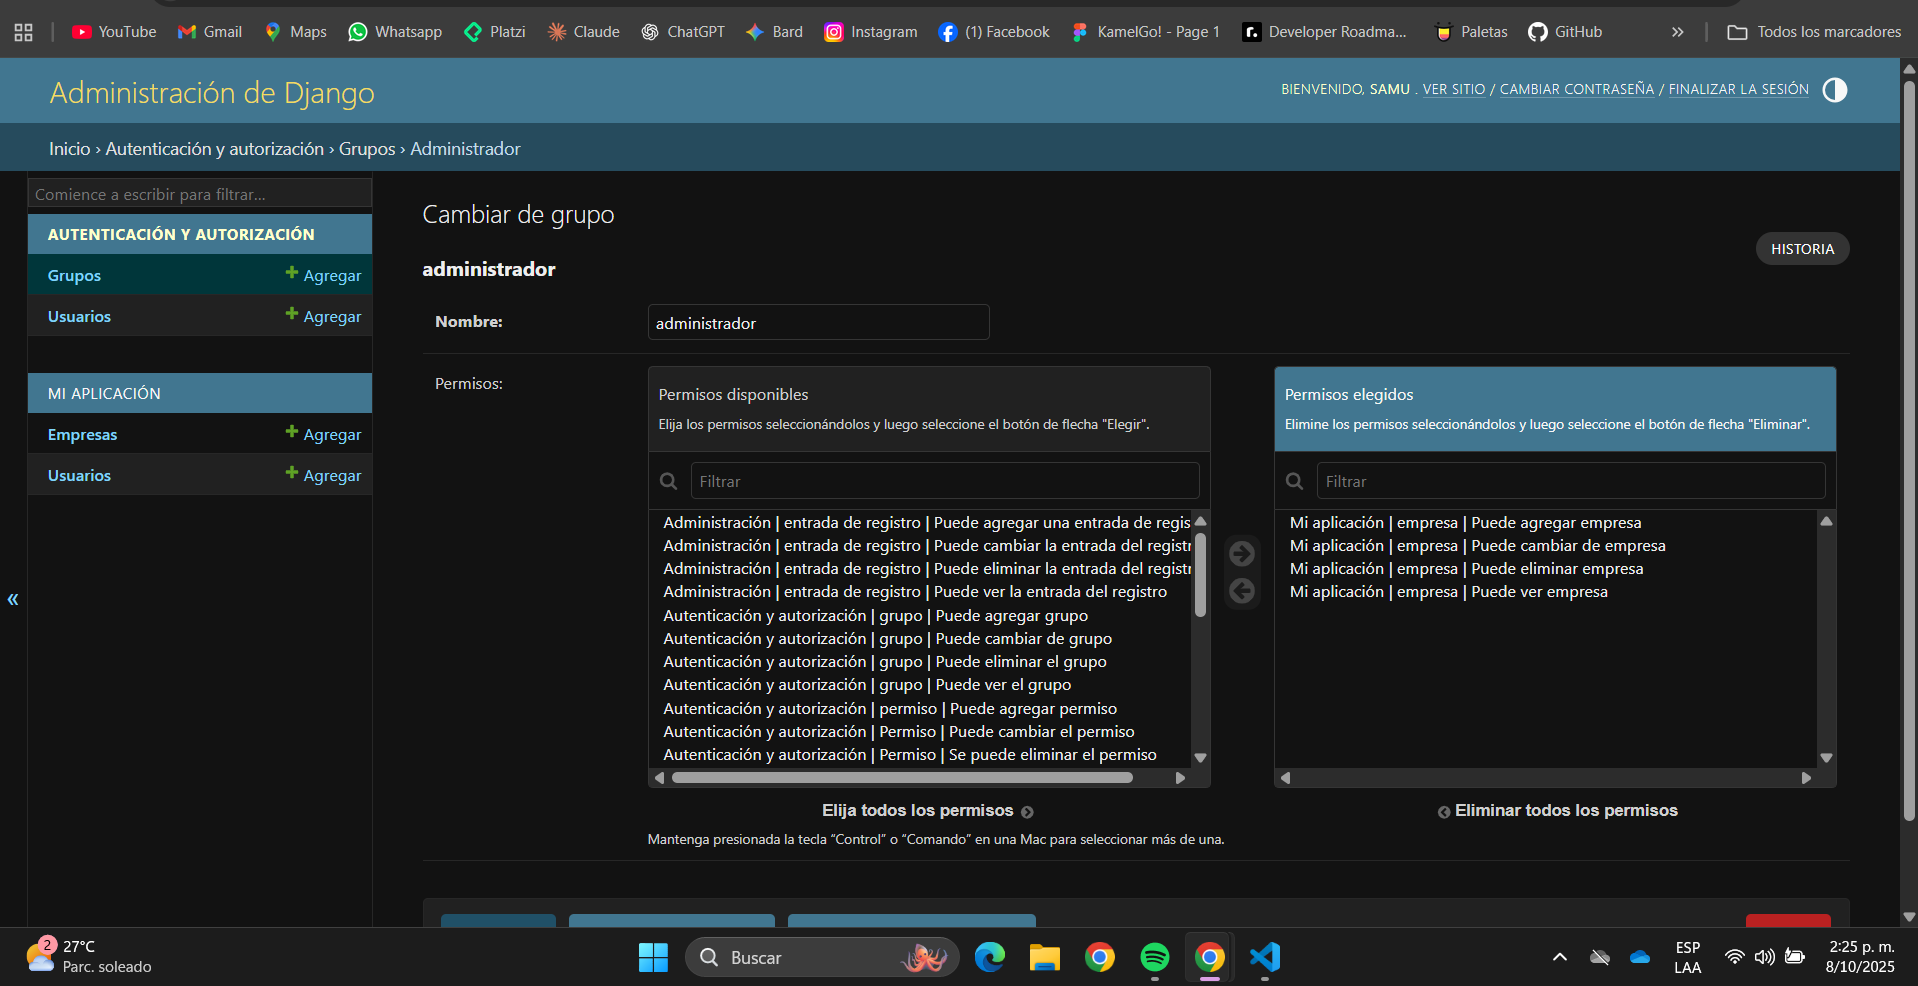 YouTube Gmail Maps Whatsapp Platzi Claude ChatGPT Bard Instagram (1) Facebook KamelGo! - Page 1 Developer Roadma... Paletas GitHub » Todos los marcadores
Administración de Django
BIENVENIDO, SAMU . VER SITIO / CAMBIAR CONTRASEÑA / FINALIZAR LA SESIÓN
Inicio › Autenticación y autorización › Grupos › Administrador
Comience a escribir para filtrar...
AUTENTICACIÓN Y AUTORIZACIÓN
Grupos + Agregar
Usuarios + Agregar
MI APLICACIÓN
Empresas + Agregar
Usuarios + Agregar
«
Cambiar de grupo
HISTORIA
administrador
Nombre: administrador
Permisos:
Permisos disponibles
Elija los permisos seleccionándolos y luego seleccione el botón de flecha "Elegir".
Filtrar
Administración | entrada de registro | Puede agregar una entrada de regis
Administración | entrada de registro | Puede cambiar la entrada del registr
Administración | entrada de registro | Puede eliminar la entrada del registr
Administración | entrada de registro | Puede ver la entrada del registro
Autenticación y autorización | grupo | Puede agregar grupo
Autenticación y autorización | grupo | Puede cambiar de grupo
Autenticación y autorización | grupo | Puede eliminar el grupo
Autenticación y autorización | grupo | Puede ver el grupo
Autenticación y autorización | permiso | Puede agregar permiso
Autenticación y autorización | Permiso | Puede cambiar el permiso
Autenticación y autorización | Permiso | Se puede eliminar el permiso
Elija todos los permisos
Mantenga presionada la tecla “Control” o “Comando” en una Mac para seleccionar más de una.
Permisos elegidos
Elimine los permisos seleccionándolos y luego seleccione el botón de flecha "Eliminar".
Filtrar
Mi aplicación | empresa | Puede agregar empresa
Mi aplicación | empresa | Puede cambiar de empresa
Mi aplicación | empresa | Puede eliminar empresa
Mi aplicación | empresa | Puede ver empresa
Eliminar todos los permisos
2
27°C
Parc. soleado
Buscar
ESP
LAA
2:25 p. m.
8/10/2025